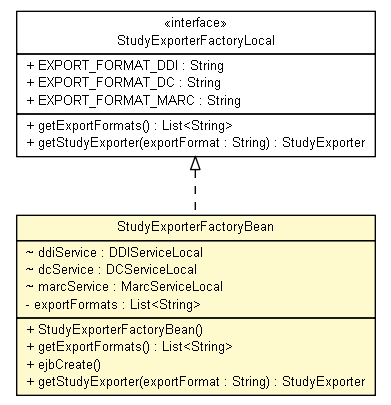 «interface»
StudyExporterFactoryLocal
+ EXPORT_FORMAT_DDI : String
+ EXPORT_FORMAT_DC : String
+ EXPORT_FORMAT_MARC : String
+ getExportFormats() : List<String>
+ getStudyExporter(exportFormat : String) : StudyExporter
StudyExporterFactoryBean
~ ddiService : DDIServiceLocal
~ dcService : DCServiceLocal
~ marcService : MarcServiceLocal
- exportFormats : List<String>
+ StudyExporterFactoryBean()
+ getExportFormats() : List<String>
+ ejbCreate()
+ getStudyExporter(exportFormat : String) : StudyExporter